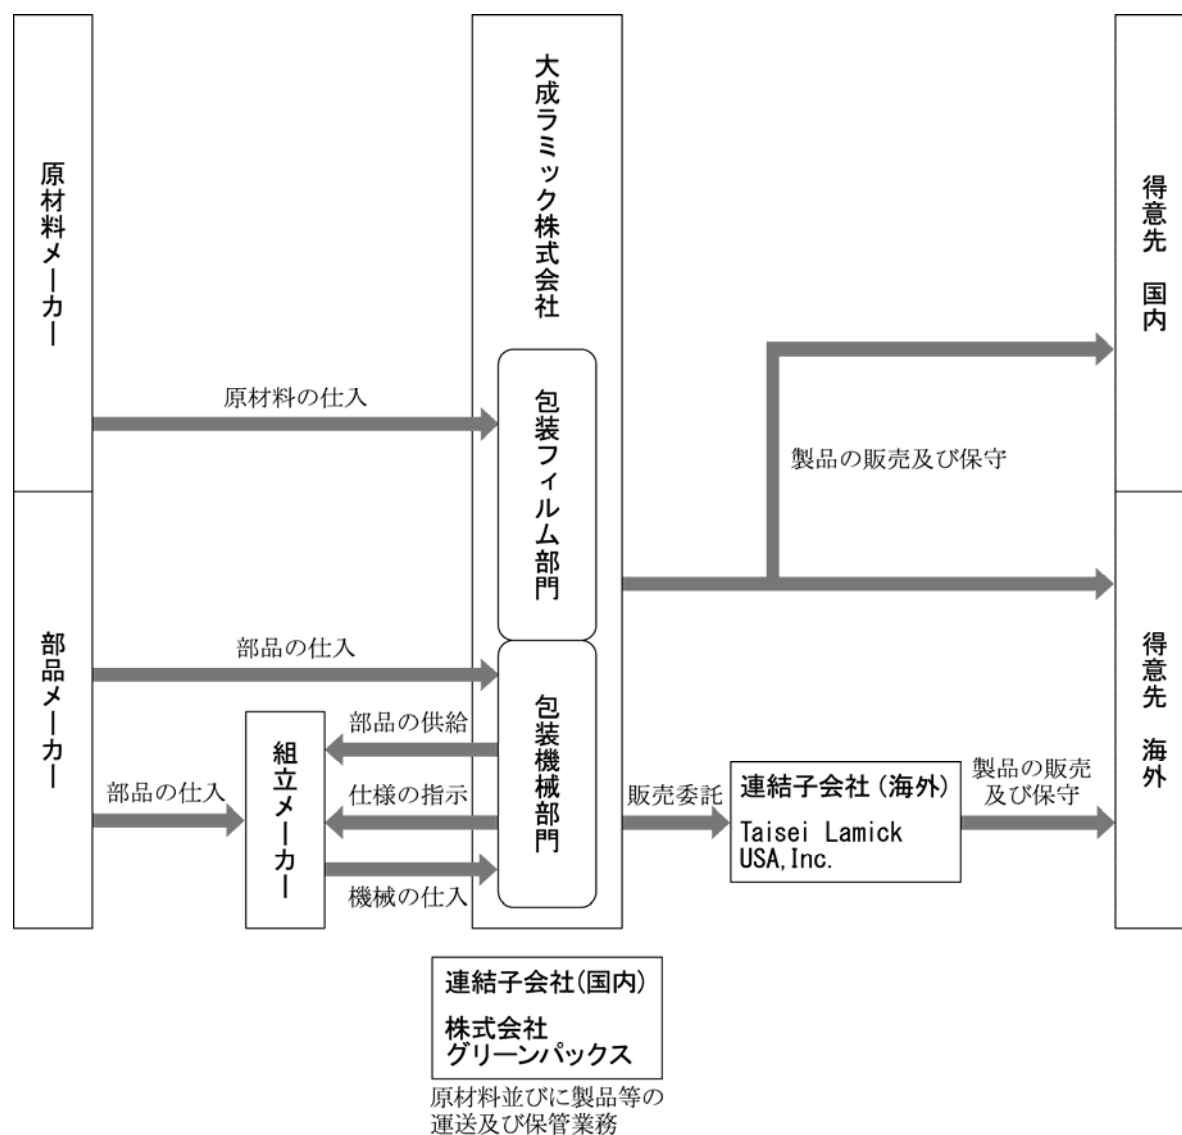 原材料メーカー
部品メーカー
原材料の仕入
部品の仕入
部品の仕入
組立メーカー
部品の供給
仕様の指示
機械の仕入
大成ラミック株式会社
包装フィルム部門
包装機械部門
製品の販売及び保守
販売委託
連結子会社（海外）
Taisei Lamick
USA,Inc.
製品の販売
及び保守
得意先　国内
得意先　海外
連結子会社（国内）
株式会社
グリーンパックス
原材料並びに製品等の
運送及び保管業務